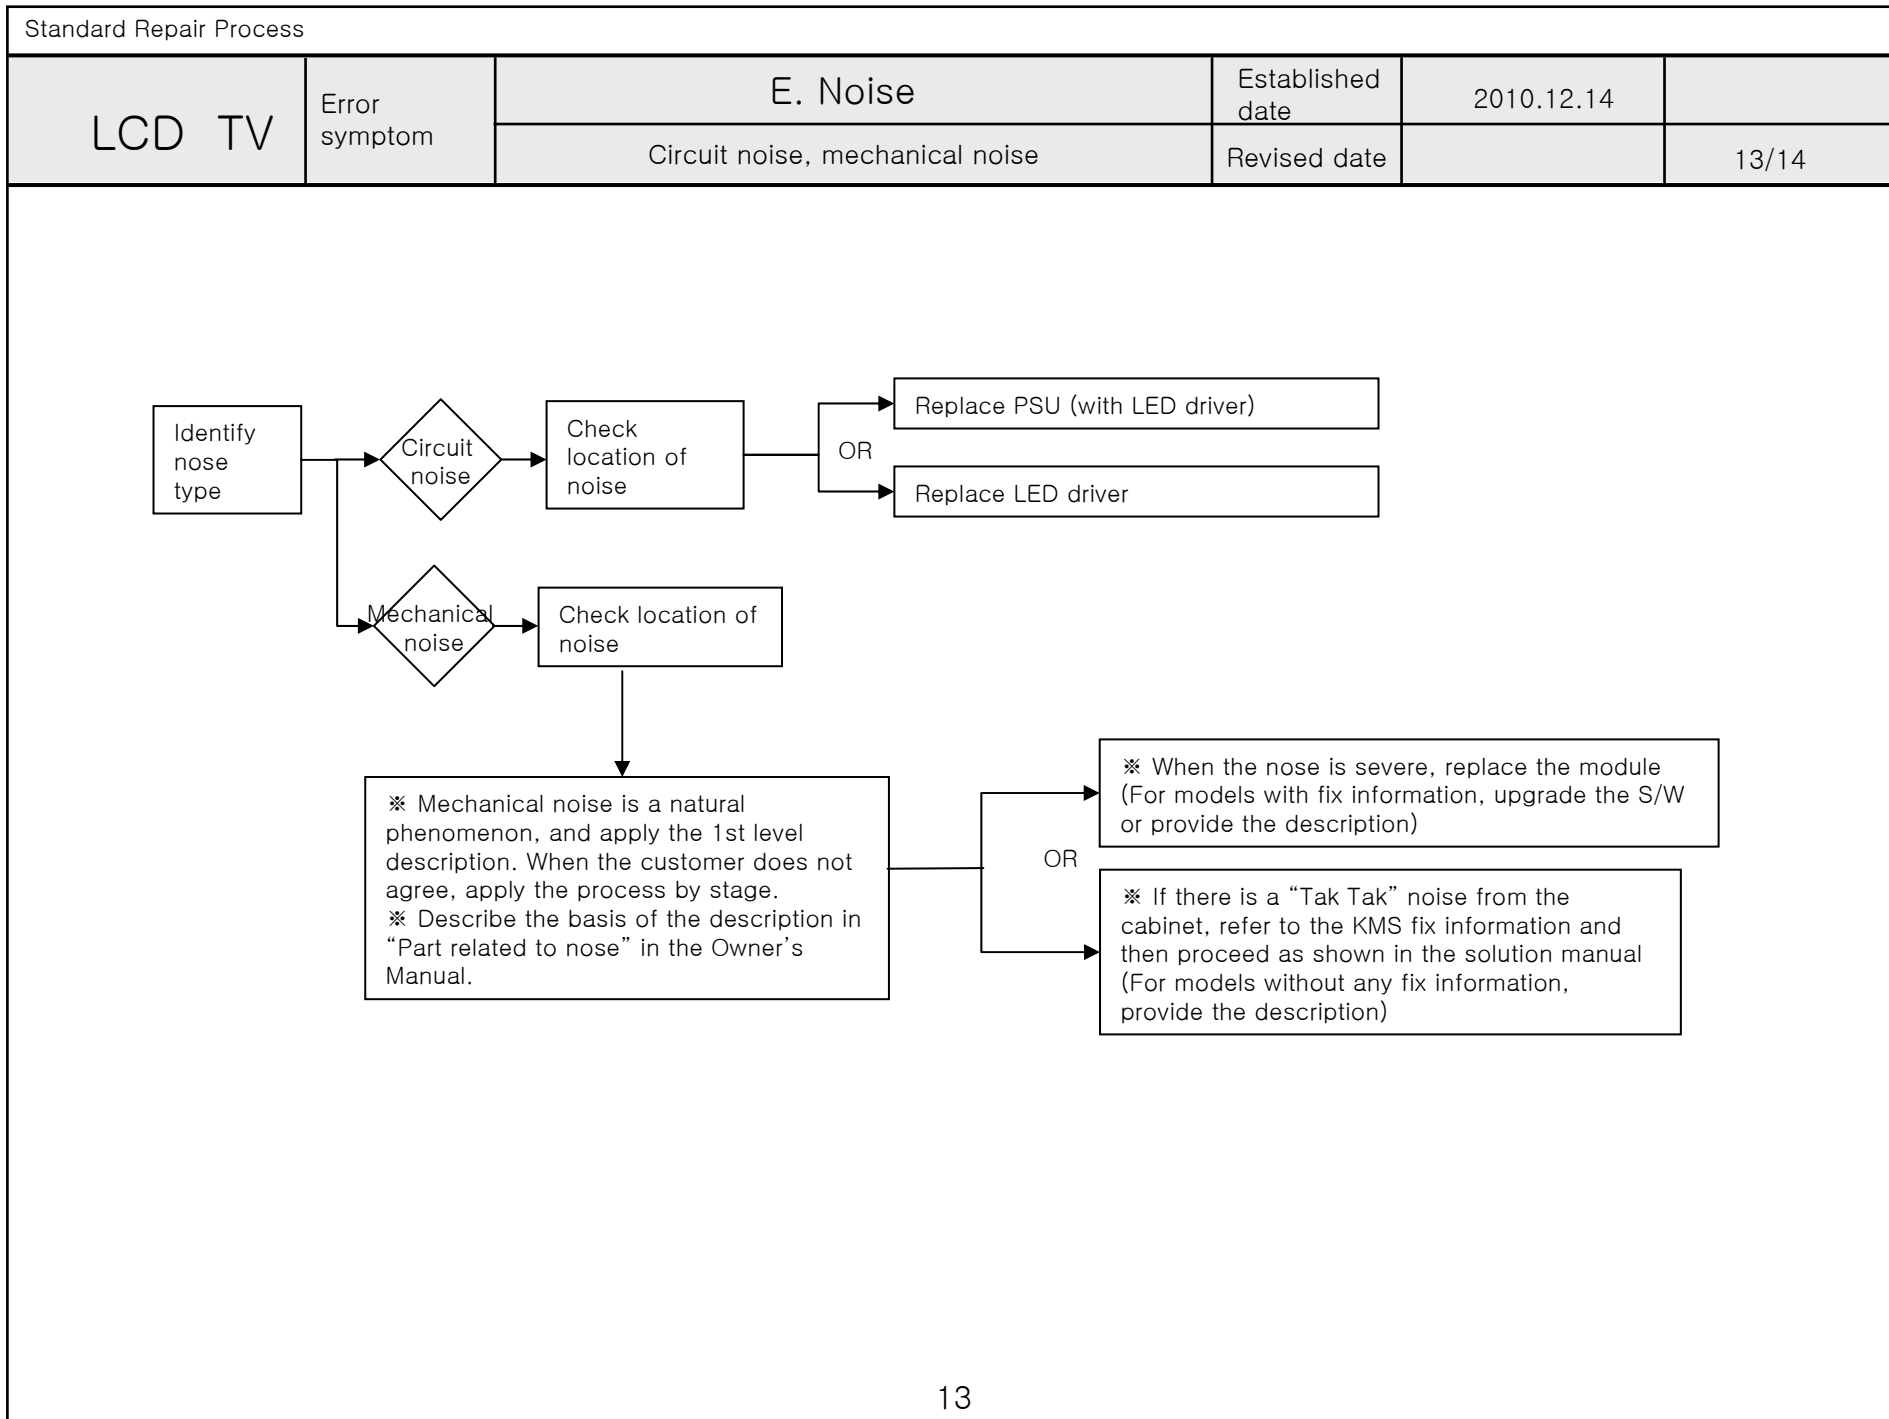 Standard Repair Process
LCD TV
Error
symptom
E. Noise
Circuit noise, mechanical noise
Established
date
2010.12.14
Revised date
13/14
Identify
nose
type
Circuit
noise
Check
location of
noise
OR
Replace PSU (with LED driver)
Replace LED driver
Mechanical
noise
Check location of
noise
※ Mechanical noise is a natural
phenomenon, and apply the 1st level
description. When the customer does not
agree, apply the process by stage.
※ Describe the basis of the description in
“Part related to nose” in the Owner’s
Manual.
OR
※ When the nose is severe, replace the module
(For models with fix information, upgrade the S/W
or provide the description)
※ If there is a “Tak Tak” noise from the
cabinet, refer to the KMS fix information and
then proceed as shown in the solution manual
(For models without any fix information,
provide the description)
13